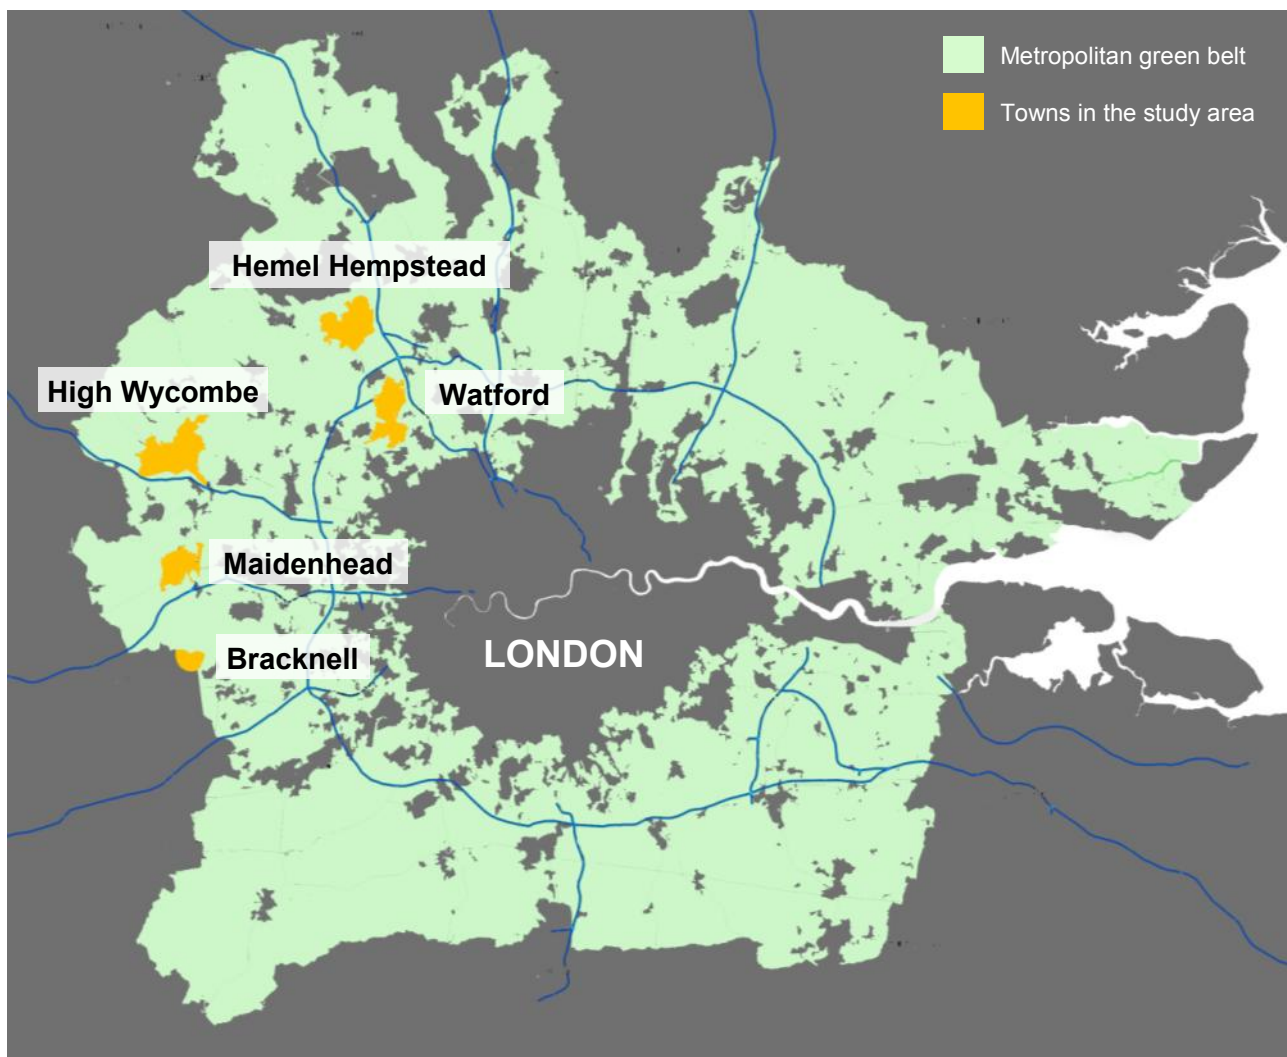 Metropolitan green belt
Towns in the study area
Hemel Hempstead
High Wycombe
Watford
Maidenhead
Bracknell
LONDON